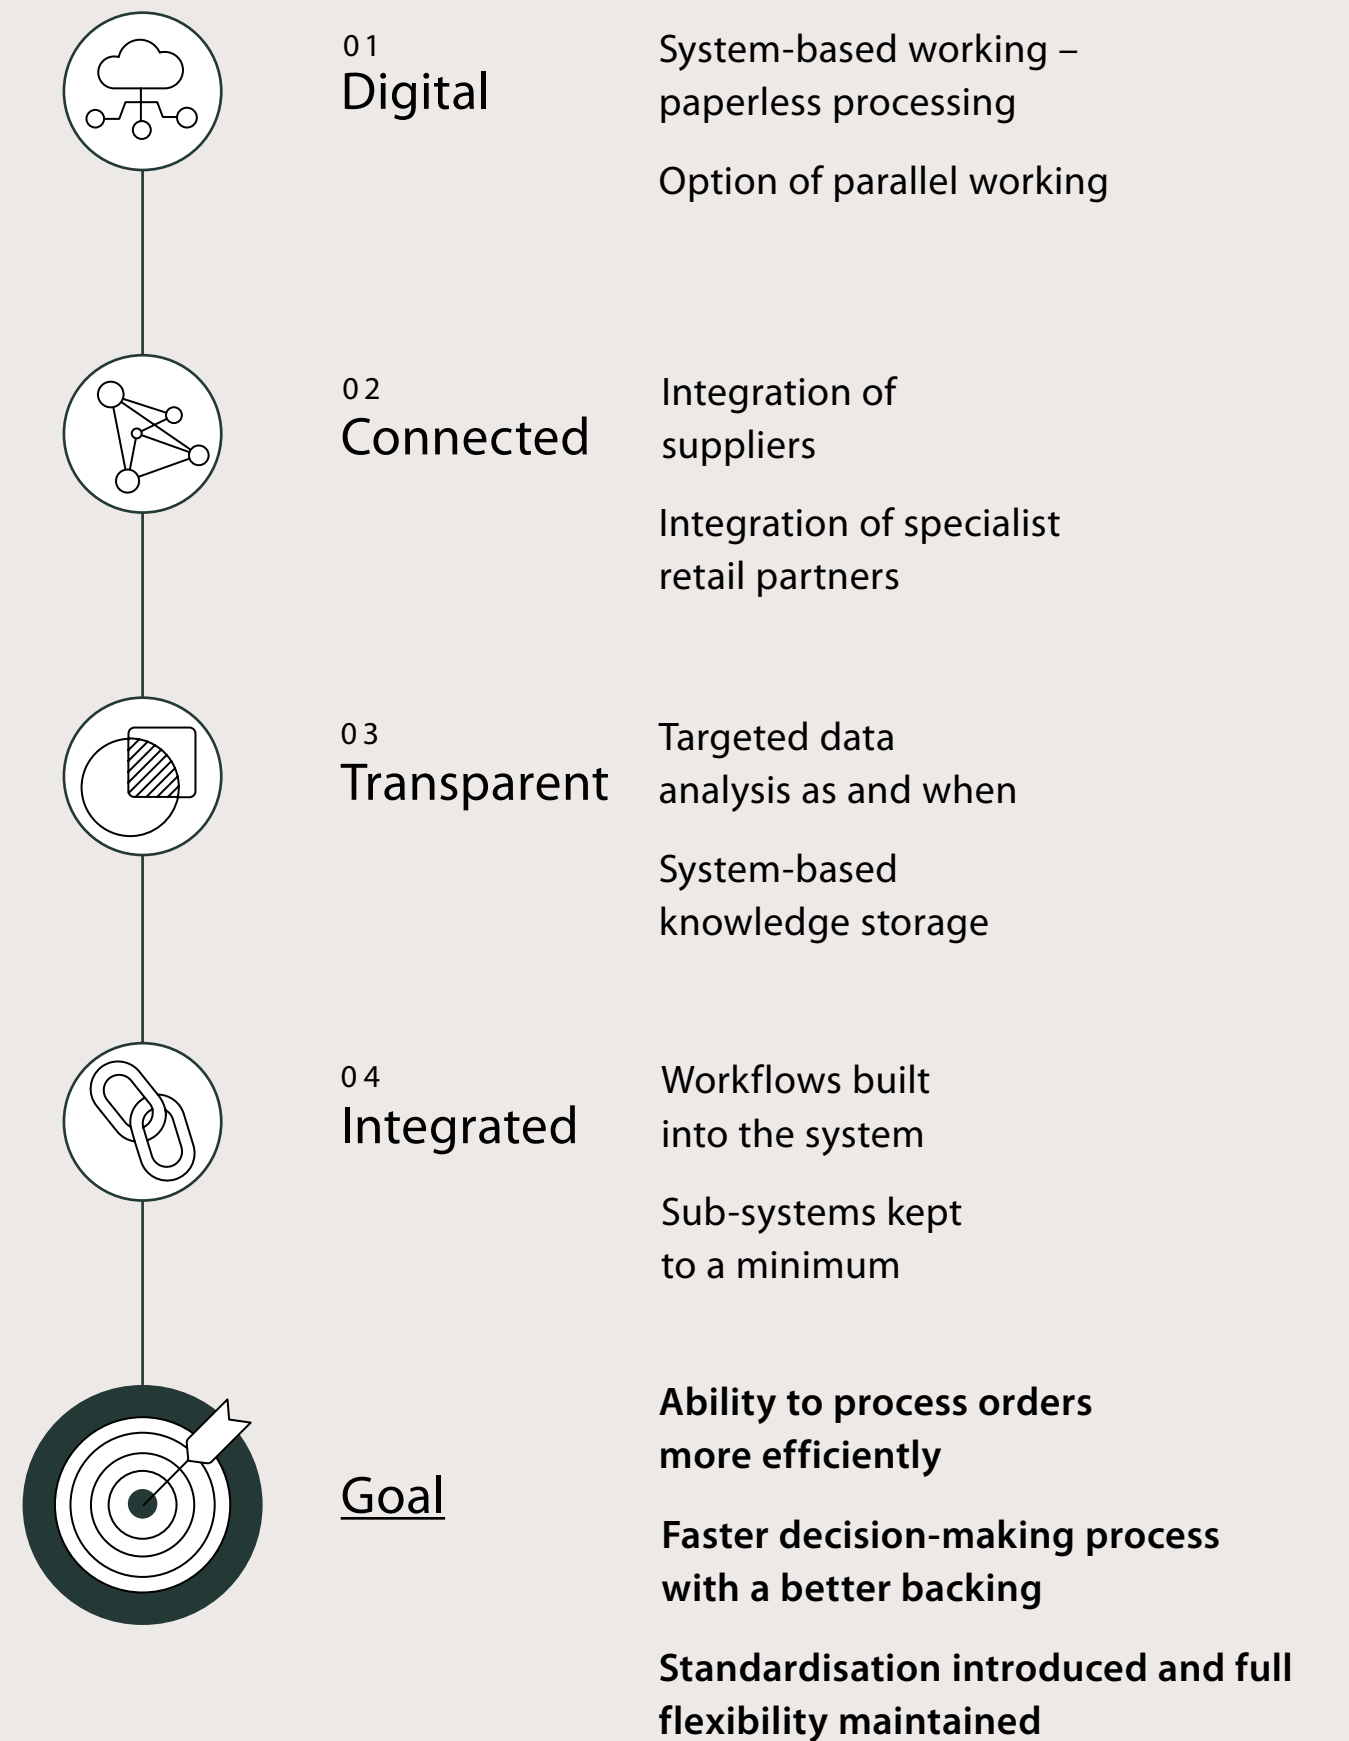 01
Digital
System-based working –
paperless processing
Option of parallel working
02
Connected
Integration of
suppliers
Integration of specialist
retail partners
03
Transparent
Targeted data
analysis as and when
System-based
knowledge storage
04
Integrated
Workflows built
into the system
Sub-systems kept
to a minimum
Goal
Ability to process orders
more efficiently
Faster decision-making process
with a better backing
Standardisation introduced and full
flexibility maintained